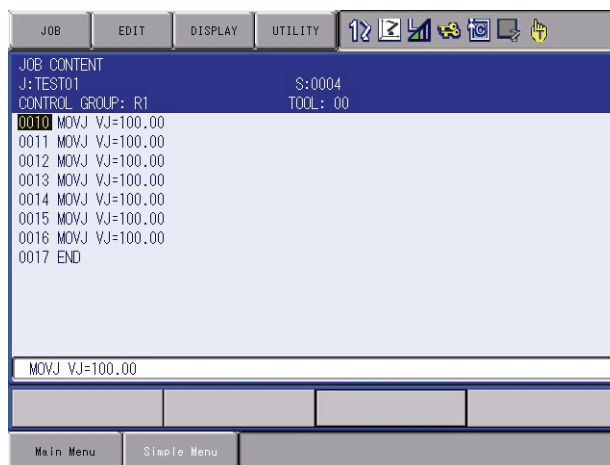 JOB EDIT DISPLAY UTILITY
JOB CONTENT
J:TEST01 S:0004
CONTROL GROUP: R1 TOOL: 00
0010 MOVJ VJ=100.00
0011 MOVJ VJ=100.00
0012 MOVJ VJ=100.00
0013 MOVJ VJ=100.00
0014 MOVJ VJ=100.00
0015 MOVJ VJ=100.00
0016 MOVJ VJ=100.00
0017 END
MOVJ VJ=100.00
Main Menu Simple Menu